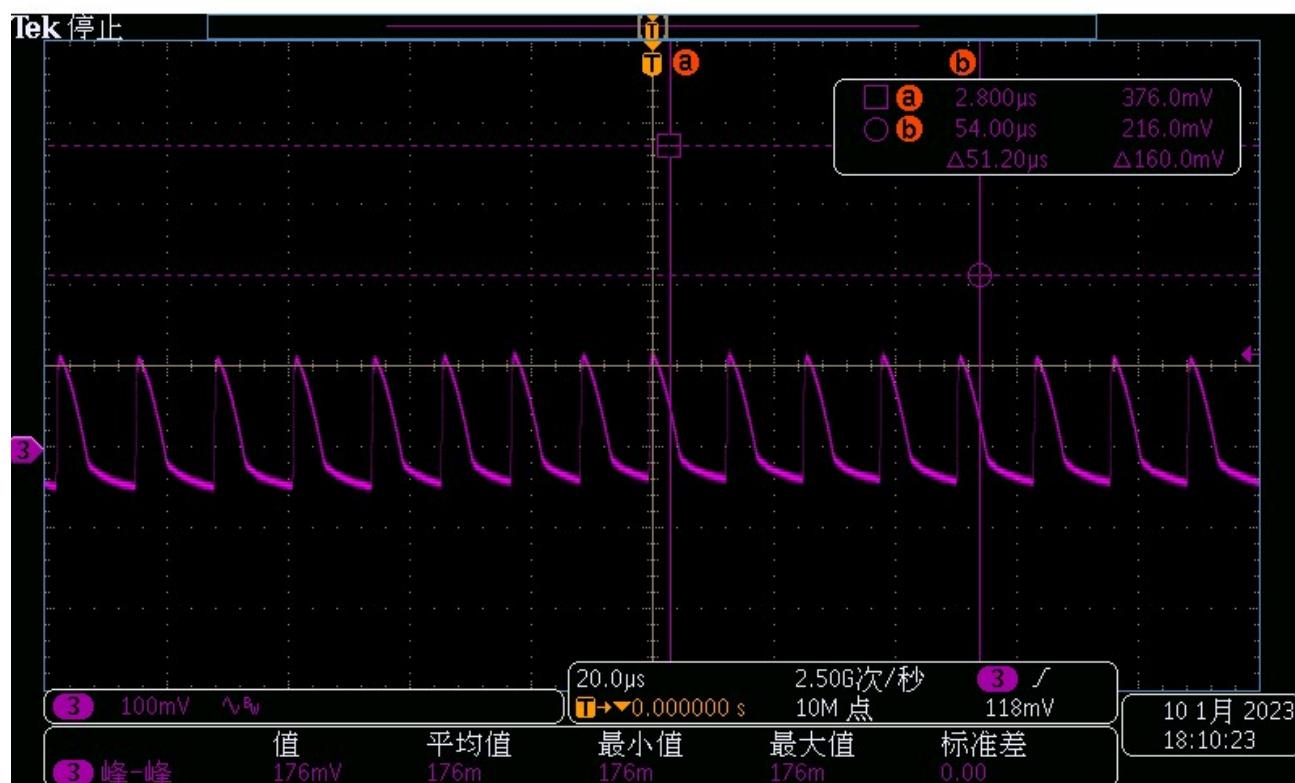 Tek 停止
T
T a b
a 2.800μs 376.0mV
b 54.00μs 216.0mV
△51.20μs △160.0mV
3
3 100mV ∿BW
20.0μs 2.50G次/秒 3 ∫
T→▼0.000000 s 10M 点 118mV
10 1月 2023
18:10:23
值 平均值 最小值 最大值 标准差
3 峰-峰 176mV 176m 176m 176m 0.00